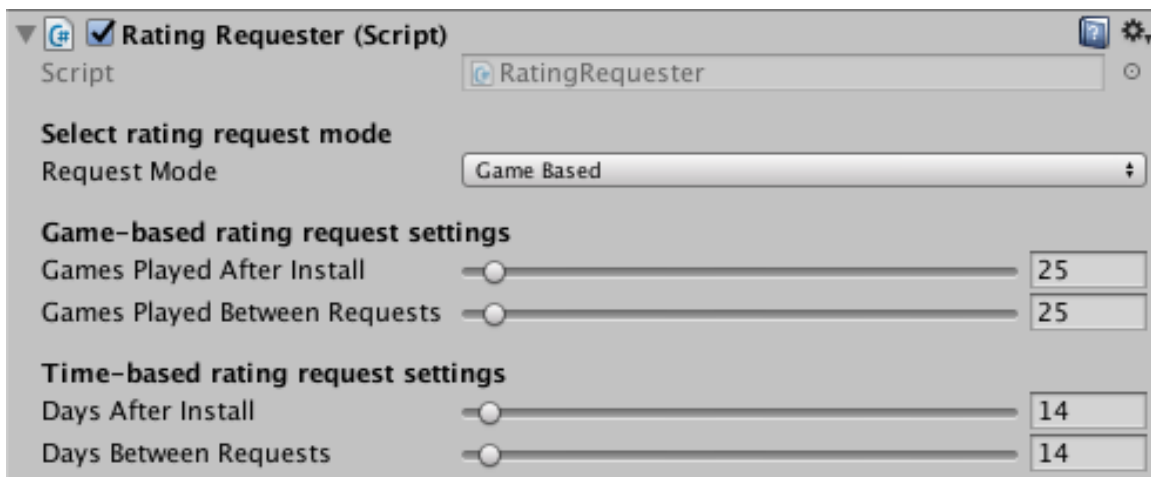 Rating Requester (Script)
Script RatingRequester
Select rating request mode
Request Mode Game Based
Game-based rating request settings
Games Played After Install 25
Games Played Between Requests 25
Time-based rating request settings
Days After Install 14
Days Between Requests 14